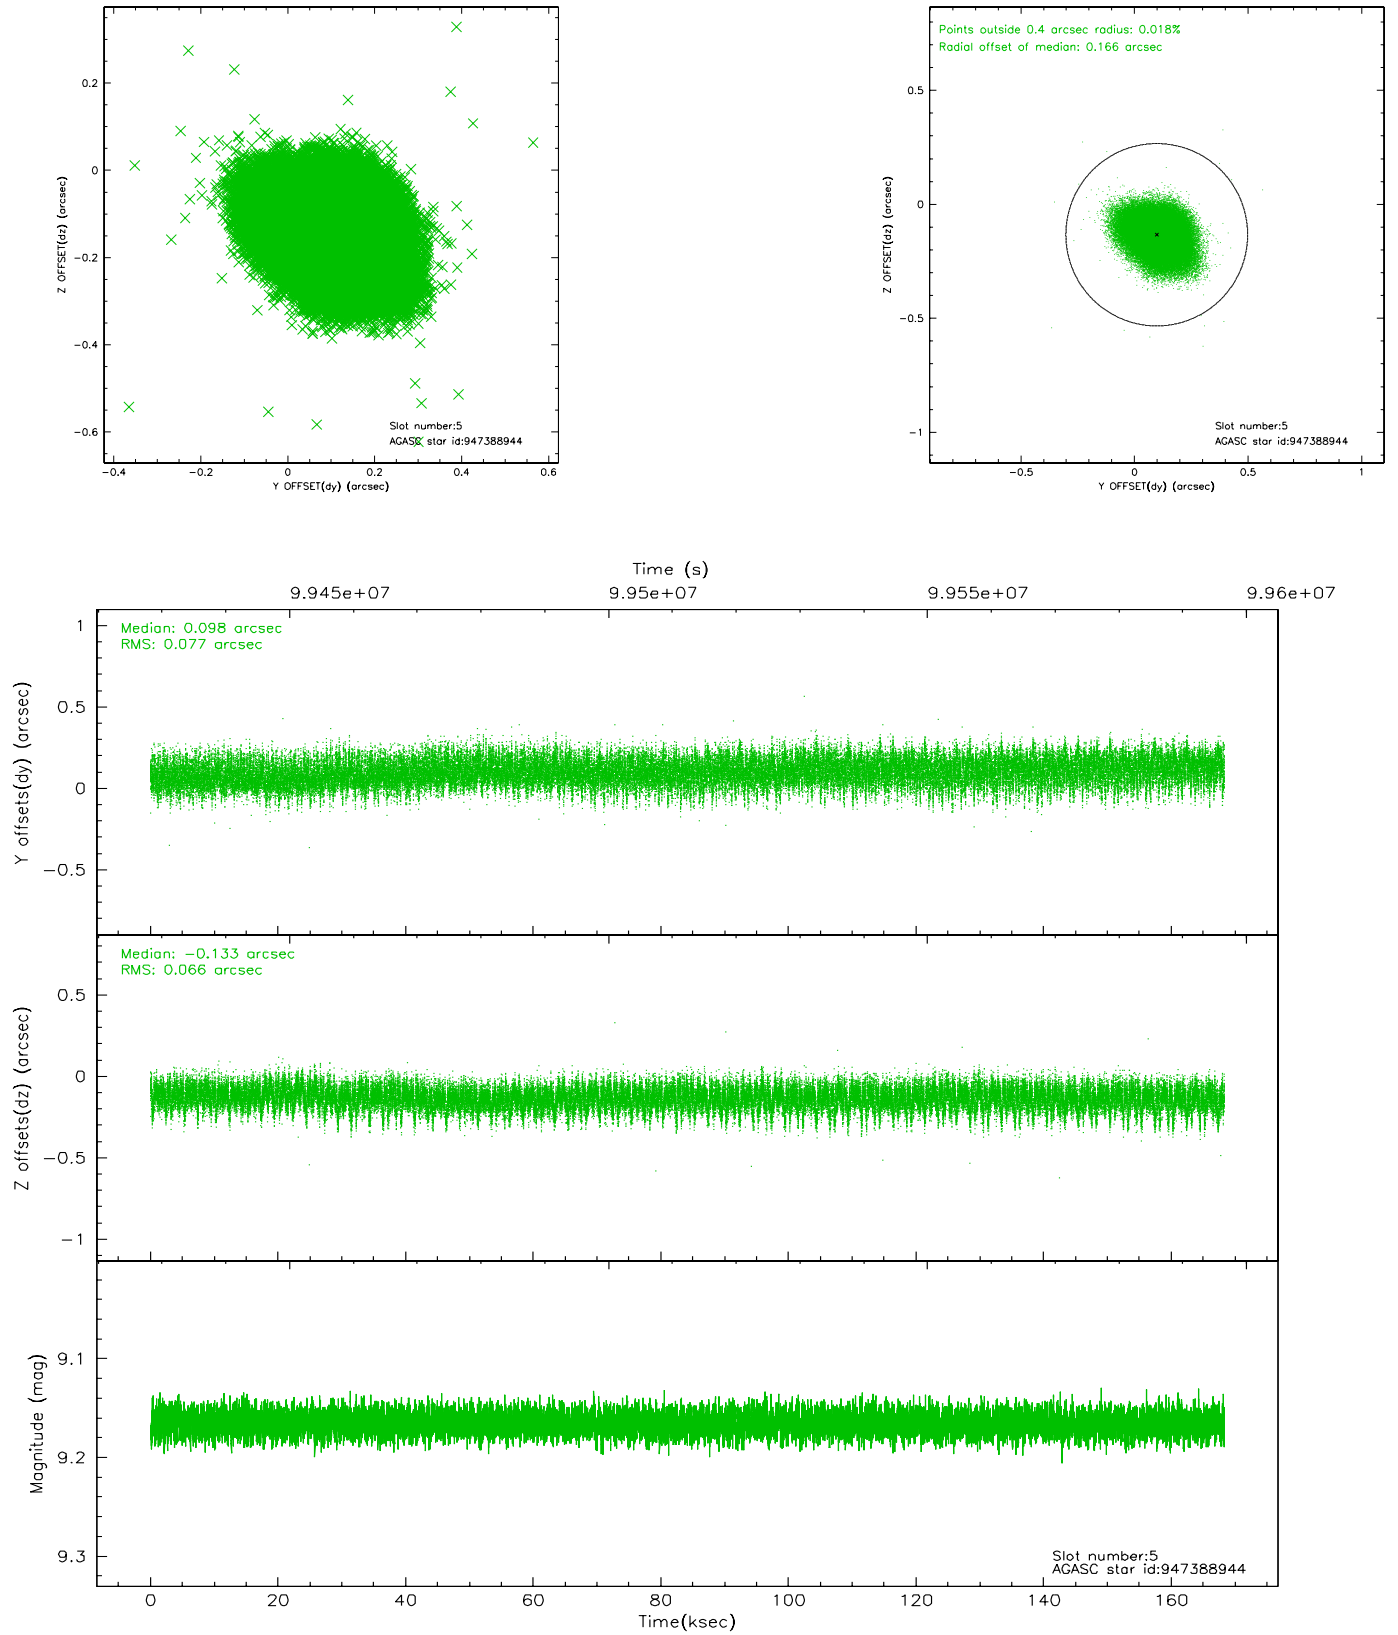 0.2
0
−0.2
−0.4
−0.6
Z OFFSET(dz) (arcsec)
Slot number:5
AGASC star id:947388944
−0.4 −0.2 0 0.2 0.4 0.6
Y OFFSET(dy) (arcsec)
Points outside 0.4 arcsec radius: 0.018%
Radial offset of median: 0.166 arcsec
0.5
0
−0.5
−1
Z OFFSET(dz) (arcsec)
Slot number:5
AGASC star id:947388944
−0.5 0 0.5 1
Y OFFSET(dy) (arcsec)
Time (s)
9.945e+07 9.95e+07 9.955e+07 9.96e+07
Median: 0.098 arcsec
RMS: 0.077 arcsec
1
0.5
0
−0.5
Y offsets(dy) (arcsec)
Median: −0.133 arcsec
RMS: 0.066 arcsec
0.5
0
−0.5
−1
Z offsets(dz) (arcsec)
9.1
9.2
9.3
Magnitude (mag)
Slot number:5
AGASC star id:947388944
0 20 40 60 80 100 120 140 160
Time(ksec)